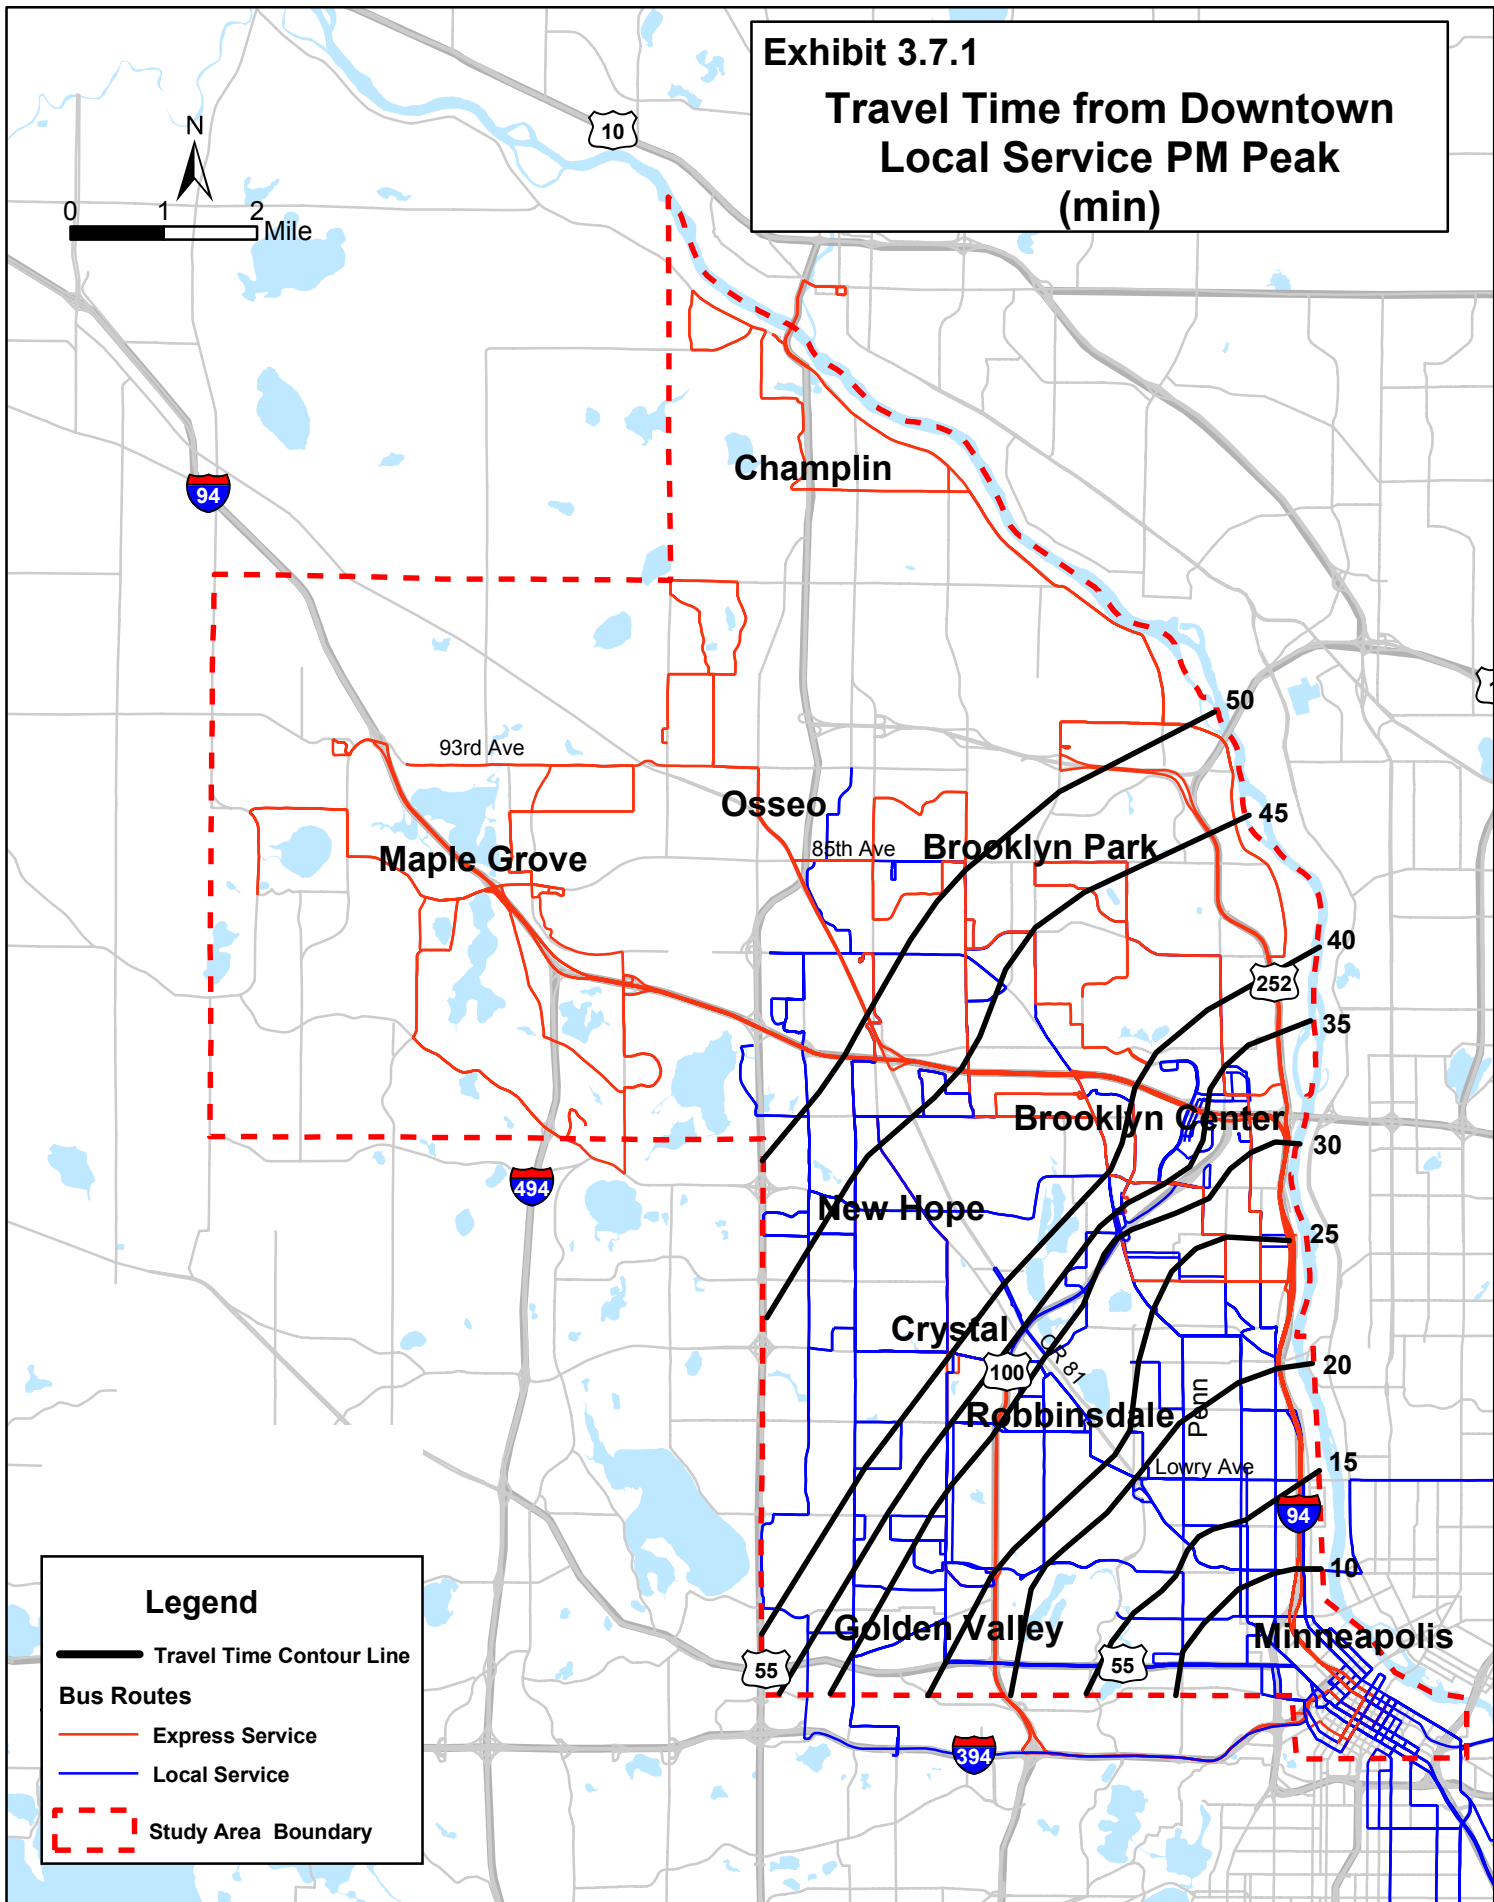 Exhibit 3.7.1
Travel Time from Downtown
Local Service PM Peak
(min)
N
0 1 2
Mile
10
94
Champlin
50
1
93rd Ave
Osseo
45
85th Ave
Brooklyn Park
Maple Grove
40
252
35
Brooklyn Center
30
494
New Hope
25
Crystal
CR 81
100
20
Penn
Robbinsdale
Lowry Ave
15
94
10
Golden Valley
Minneapolis
55
55
394
Legend
Travel Time Contour Line
Bus Routes
Express Service
Local Service
Study Area Boundary